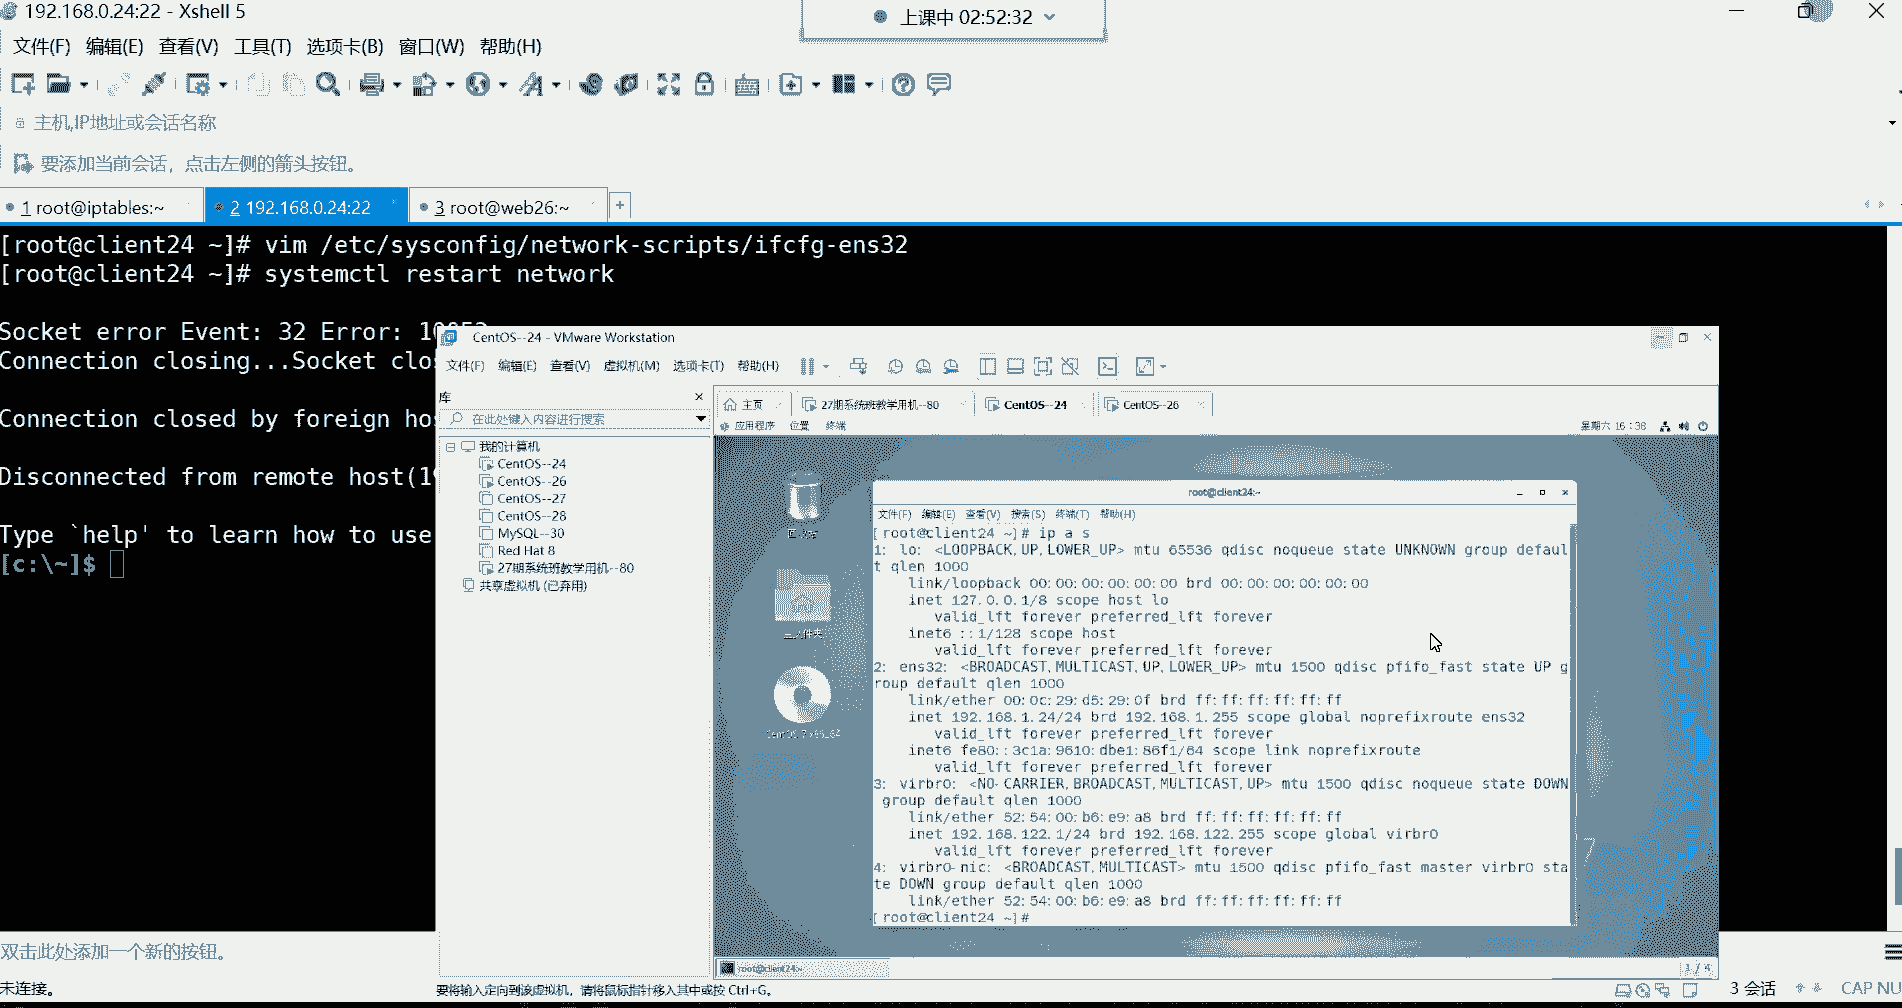 192.168.0.24:22 - Xshell 5
上课中 02:52:32
文件(F) 编辑(E) 查看(V) 工具(T) 选项卡(B) 窗口(W) 帮助(H)
主机,IP地址或会话名称
要添加当前会话，点击左侧的箭头按钮。
1 root@iptables:~
2 192.168.0.24:22
3 root@web26:~
[root@client24 ~]# vim /etc/sysconfig/network-scripts/ifcfg-ens32
[root@client24 ~]# systemctl restart network
Socket error Event: 32 Error:
Connection closing...Socket clo
Connection closed by foreign ho
Disconnected from remote host(1
Type `help' to learn how to use
[c:\~]$
CentOS--24 - VMware Workstation
文件(F) 编辑(E) 查看(V) 虚拟机(M) 选项卡(T) 帮助(H)
库
在此处键入内容进行搜索
我的计算机
CentOS--24
CentOS--26
CentOS--27
CentOS--28
MySQL--30
Red Hat 8
27期系统班教学用机--80
共享虚拟机 (已弃用)
主页
27期系统班教学用机--80
CentOS--24
CentOS--26
应用程序 位置 终端
星期六 16:38
root@client24:~
文件(F) 编辑(E) 查看(V) 搜索(S) 终端(T) 帮助(H)
[root@client24 ~]# ip a s
1: lo: <LOOPBACK,UP,LOWER_UP> mtu 65536 qdisc noqueue state UNKNOWN group defaul
t qlen 1000
link/loopback 00:00:00:00:00:00 brd 00:00:00:00:00:00
inet 127.0.0.1/8 scope host lo
valid_lft forever preferred_lft forever
inet6 ::1/128 scope host
valid_lft forever preferred_lft forever
2: ens32: <BROADCAST,MULTICAST,UP,LOWER_UP> mtu 1500 qdisc pfifo_fast state UP g
roup default qlen 1000
link/ether 00:0c:29:d5:29:0f brd ff:ff:ff:ff:ff:ff
inet 192.168.1.24/24 brd 192.168.1.255 scope global noprefixroute ens32
valid_lft forever preferred_lft forever
inet6 fe80::3c1a:9610:dbe1:86f1/64 scope link noprefixroute
valid_lft forever preferred_lft forever
3: virbr0: <NO-CARRIER,BROADCAST,MULTICAST,UP> mtu 1500 qdisc noqueue state DOWN
group default qlen 1000
link/ether 52:54:00:b6:e9:a8 brd ff:ff:ff:ff:ff:ff
inet 192.168.122.1/24 brd 192.168.122.255 scope global virbr0
valid_lft forever preferred_lft forever
4: virbr0-nic: <BROADCAST,MULTICAST> mtu 1500 qdisc pfifo_fast master virbr0 sta
te DOWN group default qlen 1000
link/ether 52:54:00:b6:e9:a8 brd ff:ff:ff:ff:ff:ff
[root@client24 ~]#
回收站
主文件夹
CentOS 7 x86_64
7
root@client24:~
1 / 4
双击此处添加一个新的按钮。
未连接。
要将输入定向到该虚拟机，请将鼠标指针移入其中或按 Ctrl+G。
3 会话
CAP NU